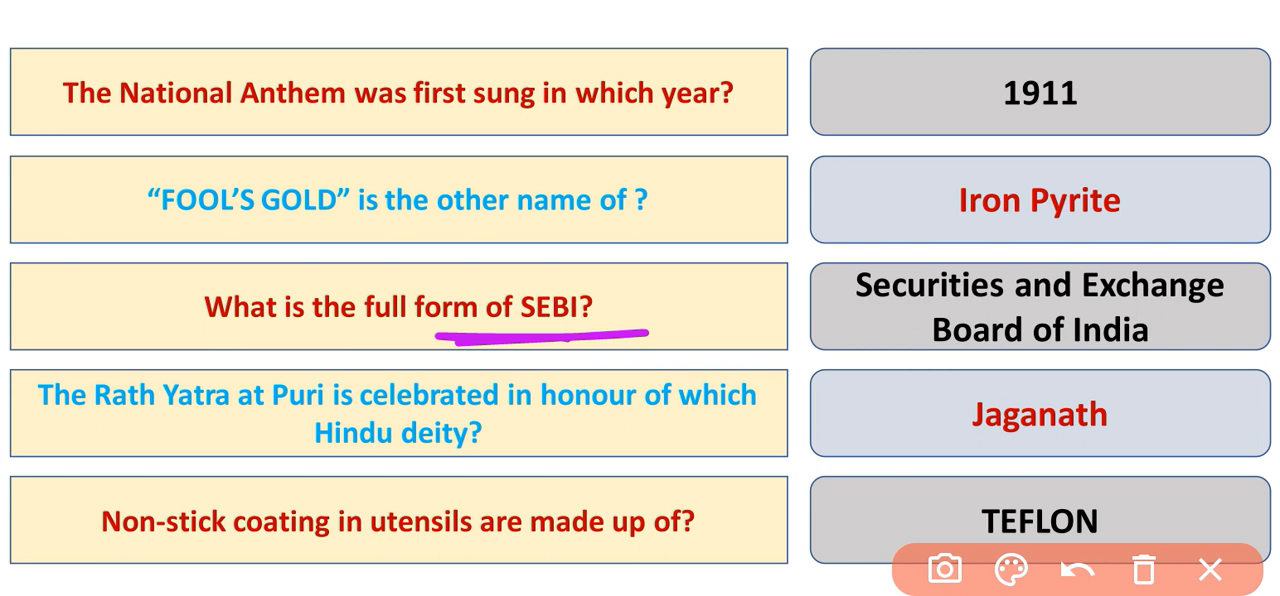 The National Anthem was first sung in which year?
1911
“FOOL’S GOLD” is the other name of ?
Iron Pyrite
What is the full form of SEBI?
Securities and Exchange
Board of India
The Rath Yatra at Puri is celebrated in honour of which
Hindu deity?
Jaganath
Non-stick coating in utensils are made up of?
TEFLON